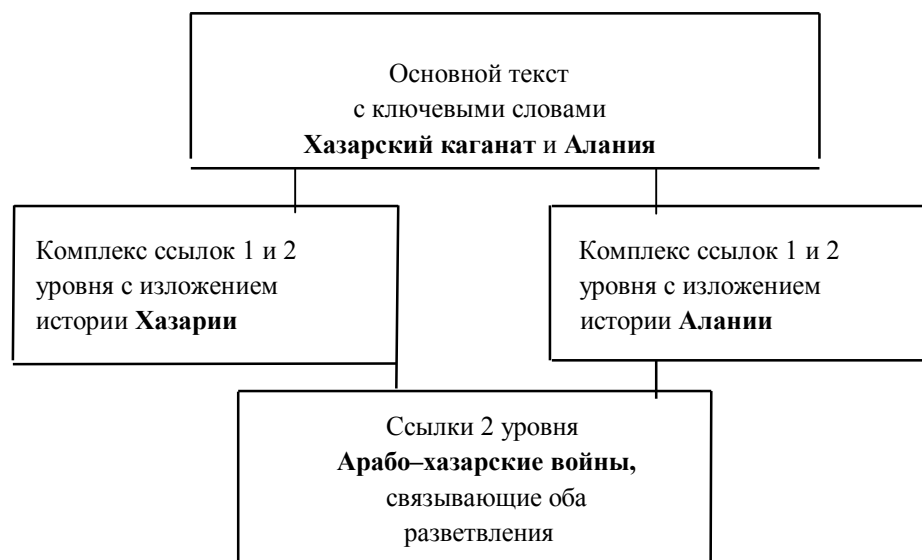 Основной текст
с ключевыми словами
Хазарский каганат и Алания
Комплекс ссылок 1 и 2
уровня с изложением
истории Хазарии
Комплекс ссылок 1 и 2
уровня с изложением
истории Алании
Ссылки 2 уровня
Арабо–хазарские войны,
связывающие оба
разветвления